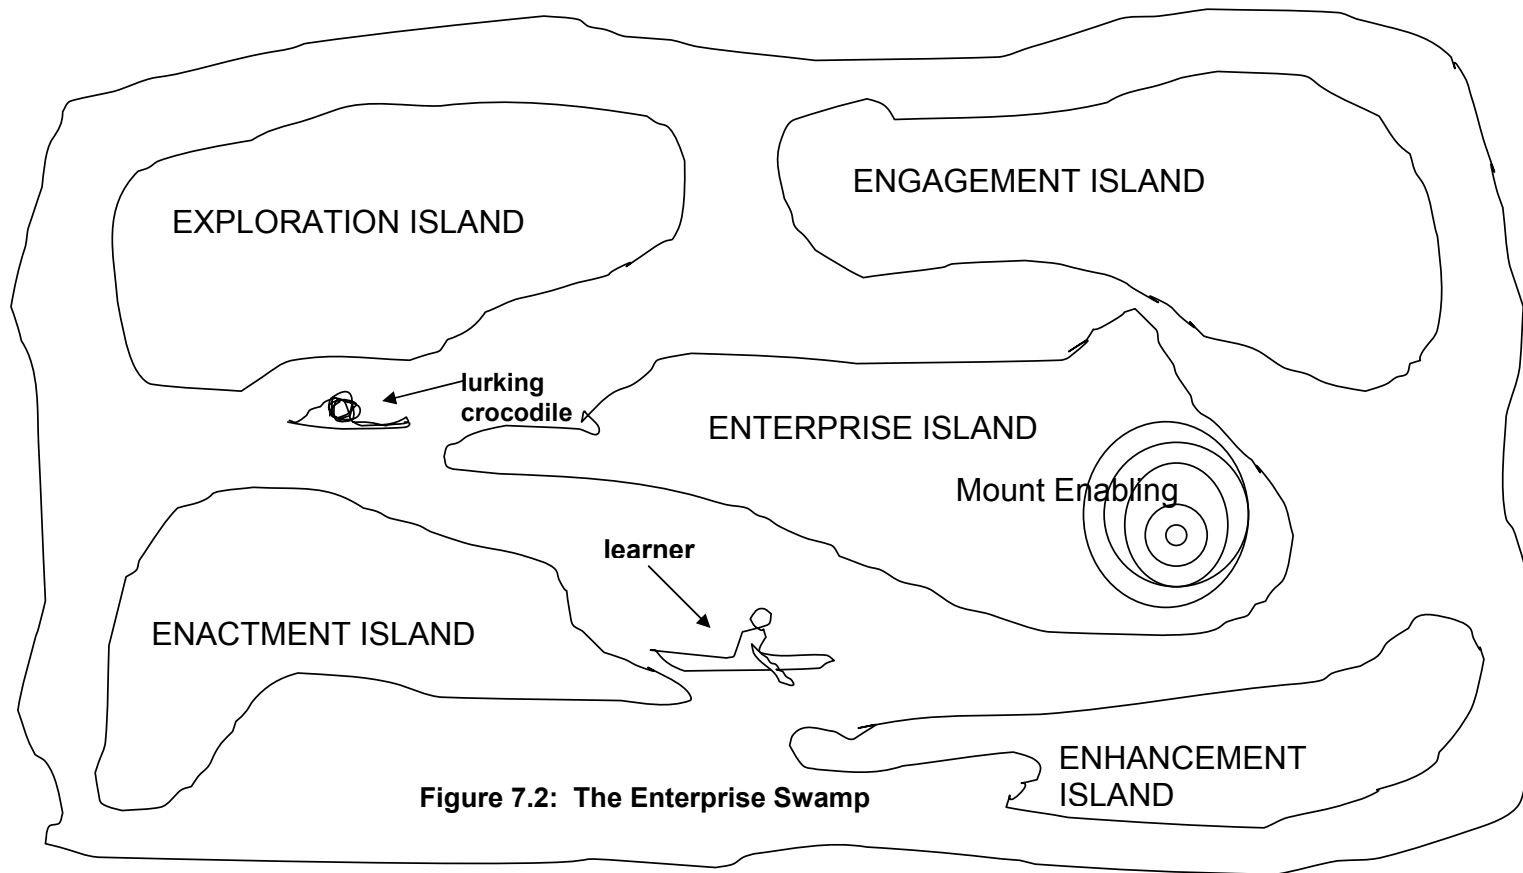 ENGAGEMENT ISLAND
EXPLORATION ISLAND
lurking
crocodile
ENTERPRISE ISLAND
Mount Enabling
learner
ENACTMENT ISLAND
ENHANCEMENT
ISLAND
Figure 7.2: The Enterprise Swamp